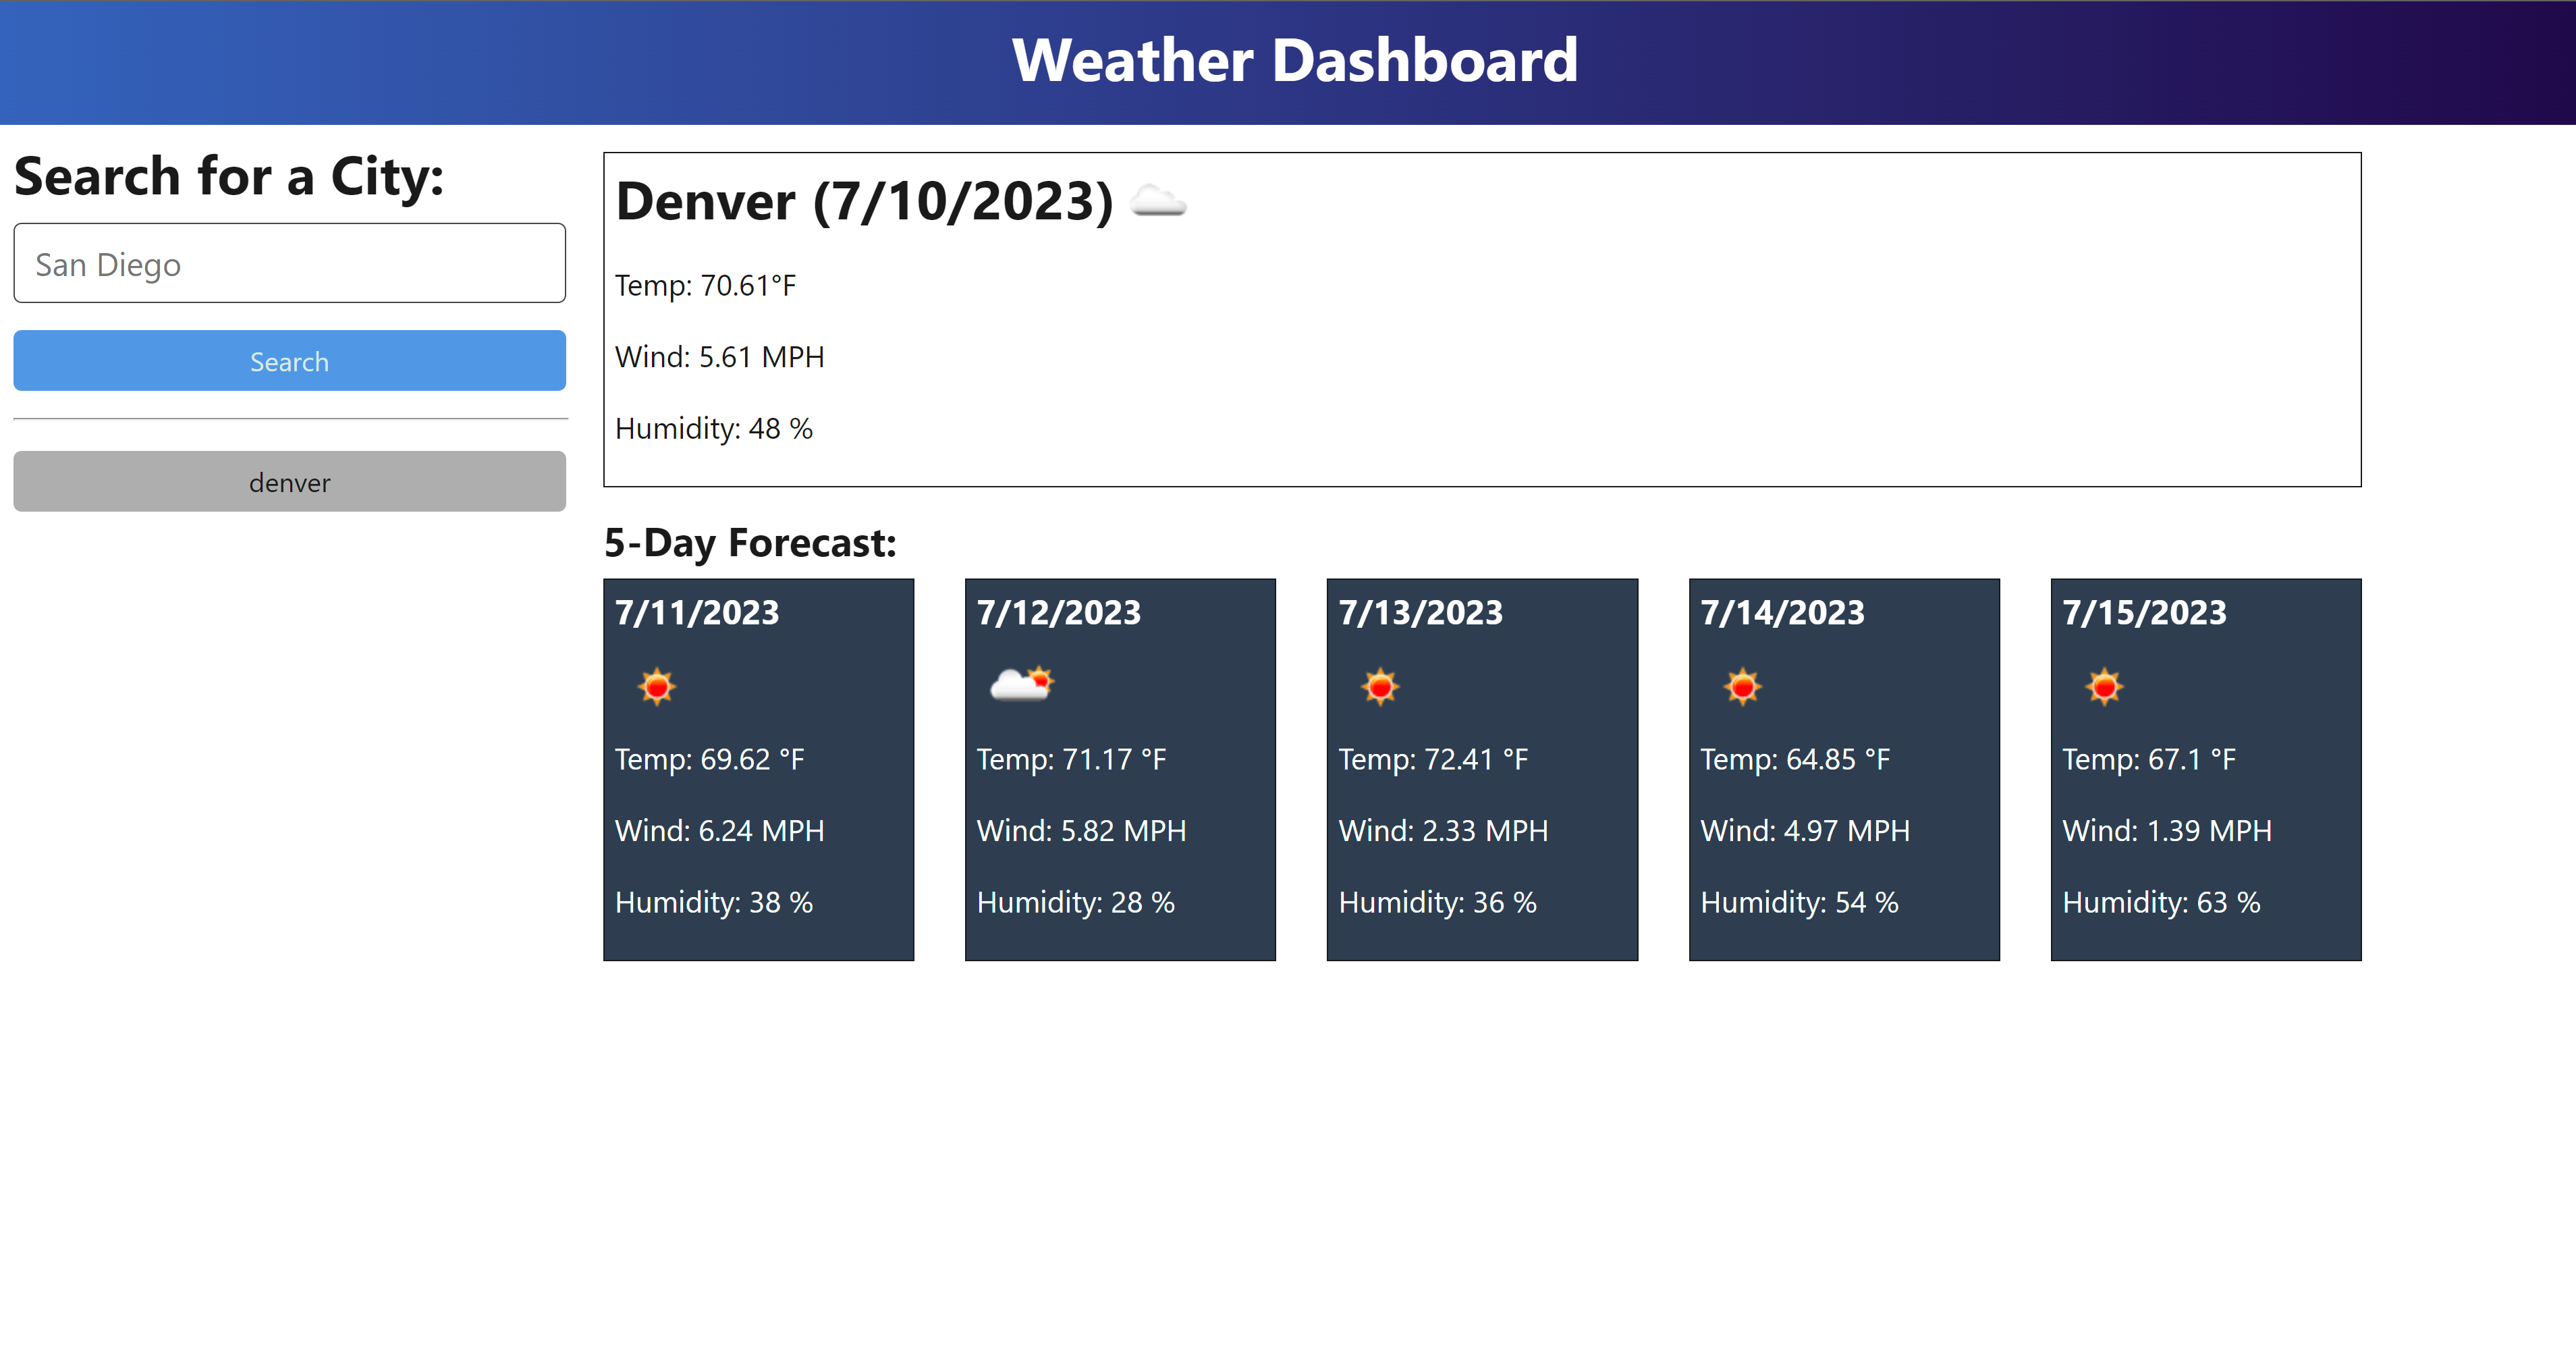 Weather Dashboard
Search for a City:
San Diego
Search
denver
Denver (7/10/2023)
Temp: 70.61°F
Wind: 5.61 MPH
Humidity: 48 %
5-Day Forecast:
7/11/2023
Temp: 69.62 °F
Wind: 6.24 MPH
Humidity: 38 %
7/12/2023
Temp: 71.17 °F
Wind: 5.82 MPH
Humidity: 28 %
7/13/2023
Temp: 72.41 °F
Wind: 2.33 MPH
Humidity: 36 %
7/14/2023
Temp: 64.85 °F
Wind: 4.97 MPH
Humidity: 54 %
7/15/2023
Temp: 67.1 °F
Wind: 1.39 MPH
Humidity: 63 %